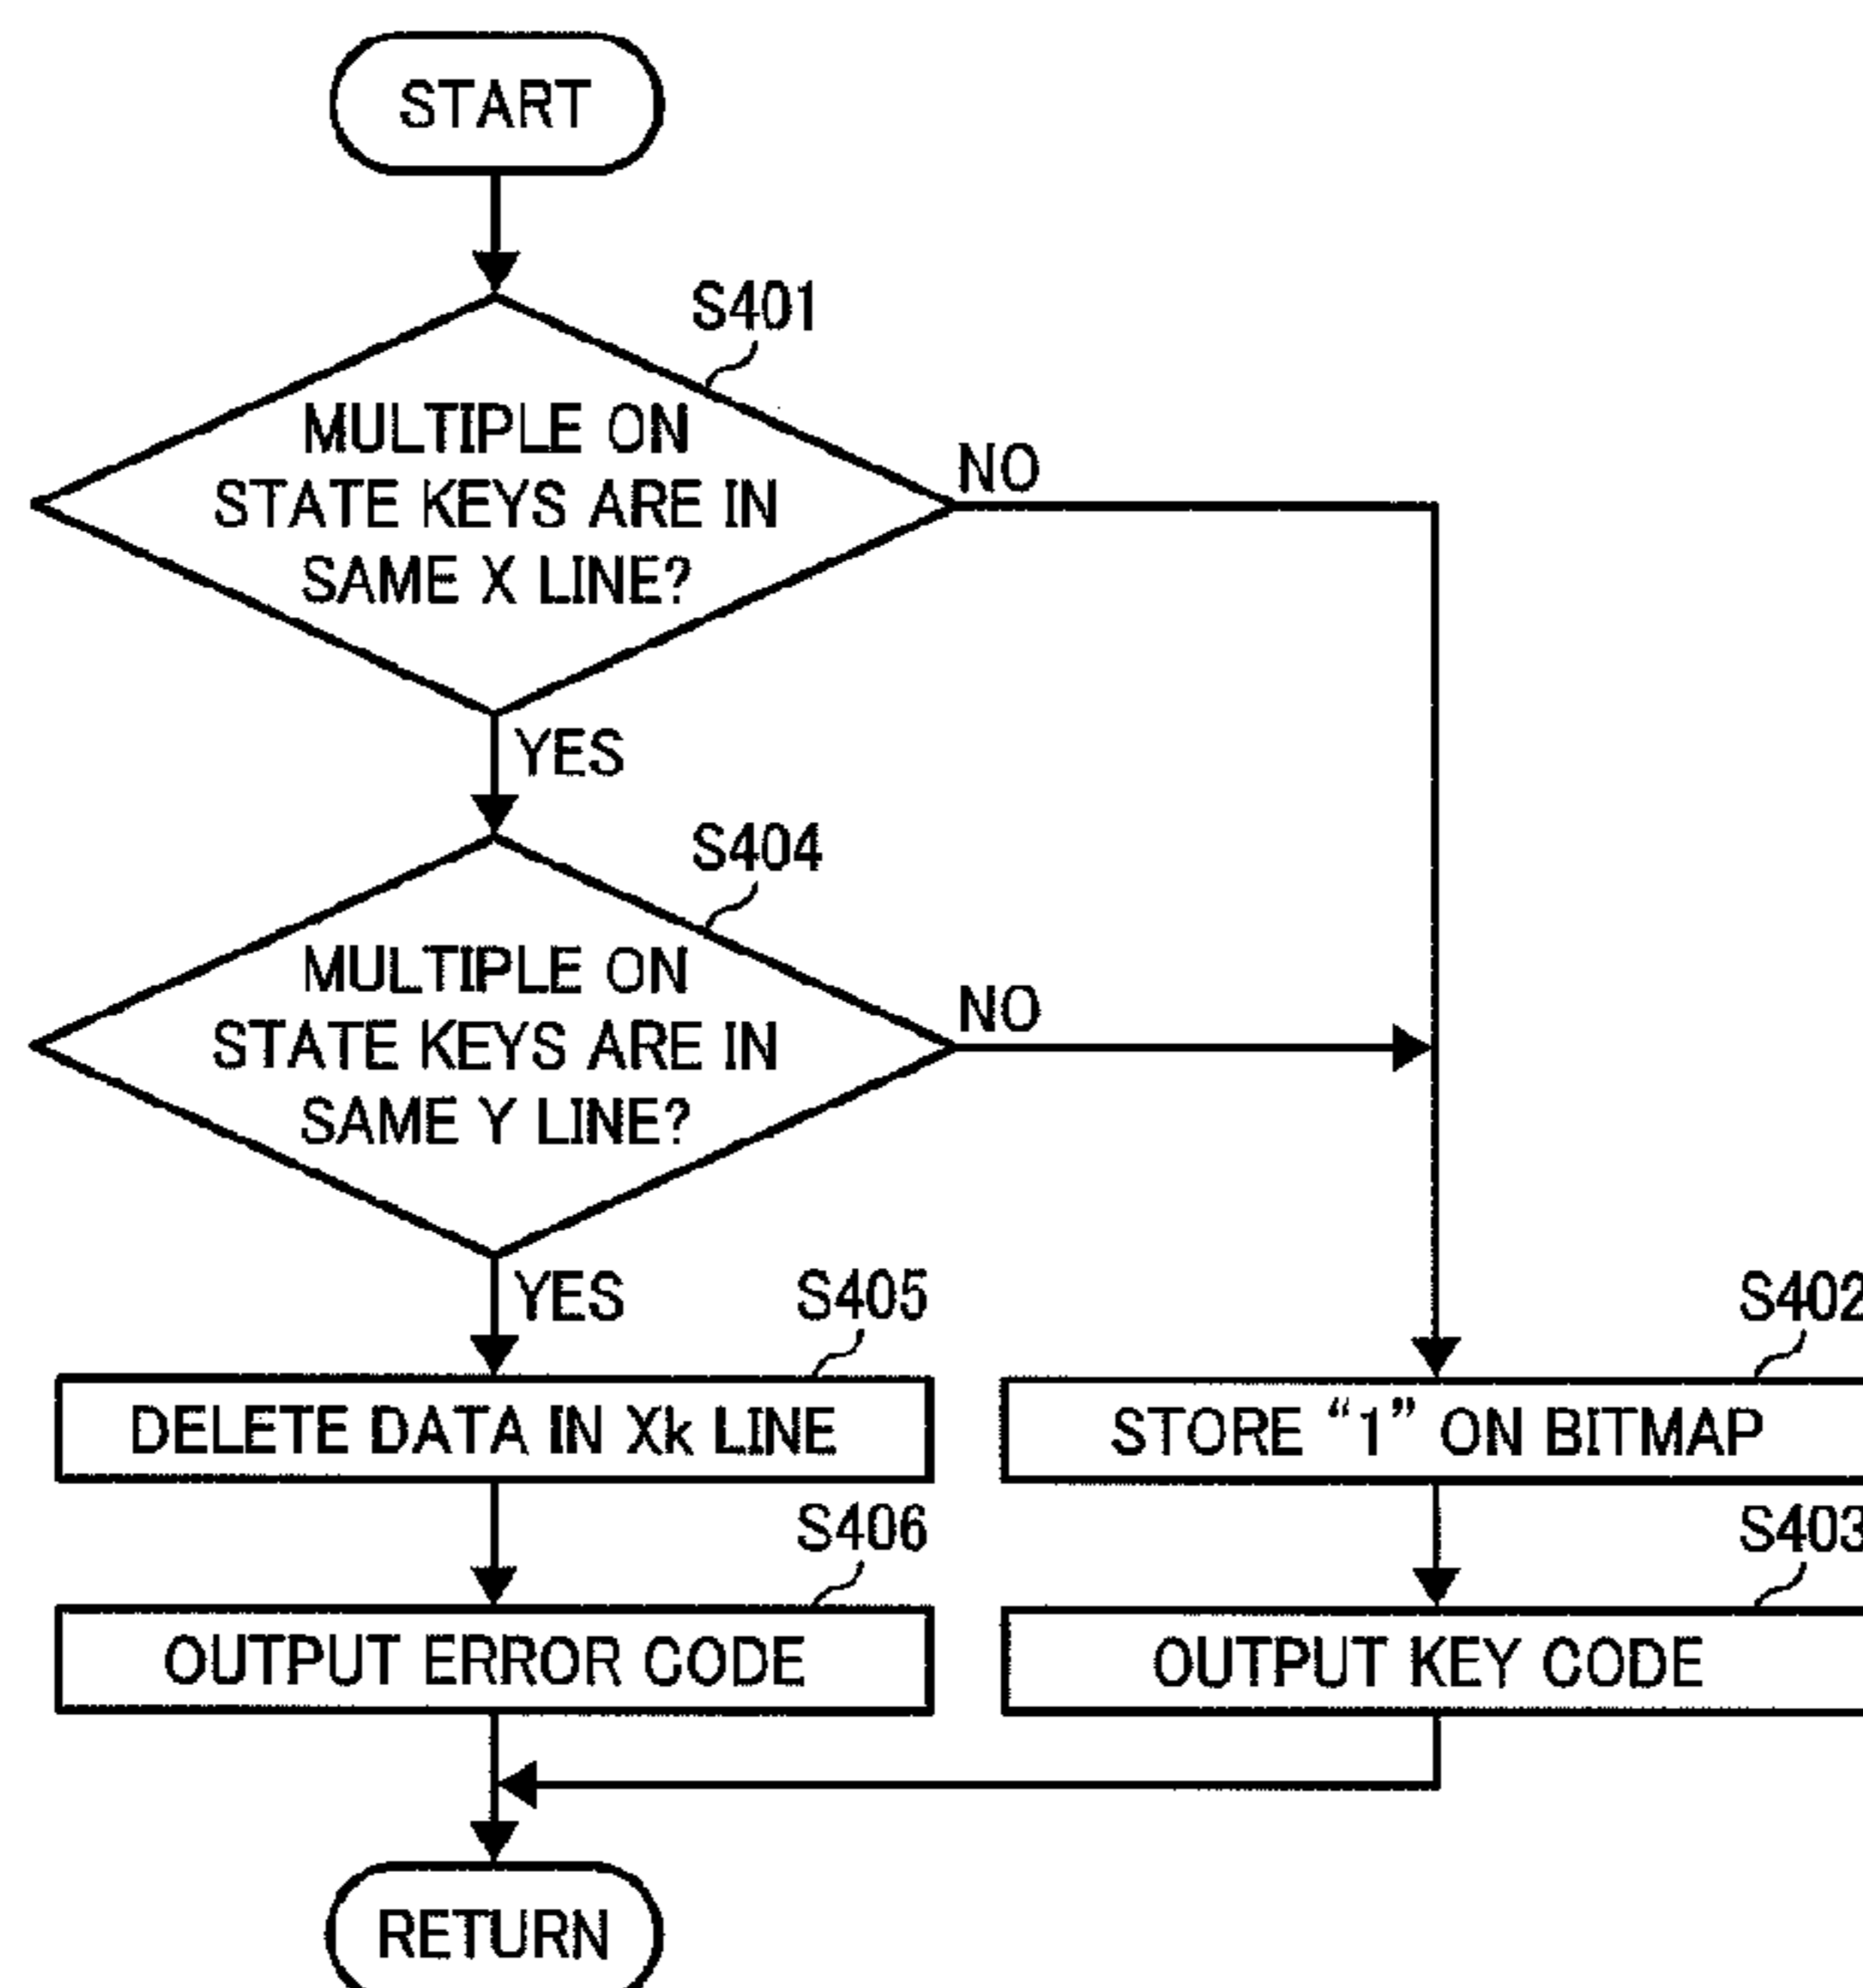 START
S401
MULTIPLE ON
STATE KEYS ARE IN
SAME X LINE?
NO
YES
S404
MULTIPLE ON
STATE KEYS ARE IN
SAME Y LINE?
NO
YES
S405
DELETE DATA IN Xk LINE
S402
STORE “1” ON BITMAP
S406
OUTPUT ERROR CODE
S403
OUTPUT KEY CODE
RETURN